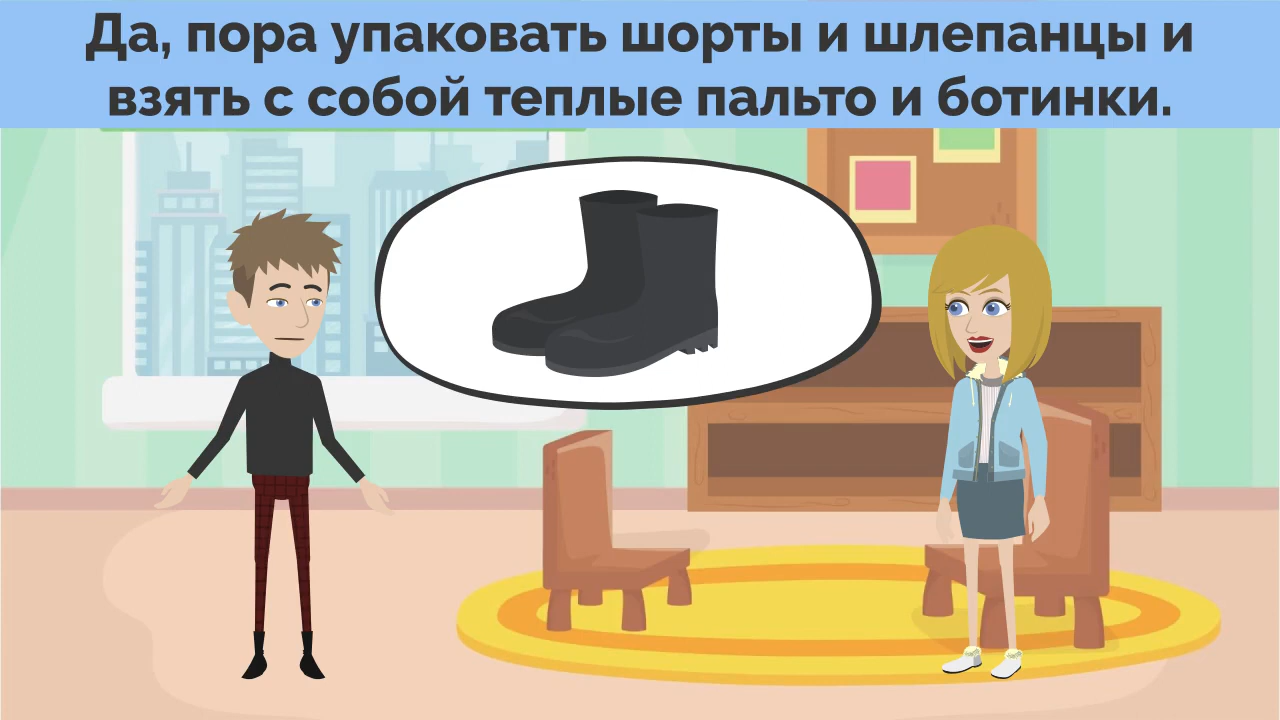 Да, пора упаковать шорты и шлепанцы и
взять с собой теплые пальто и ботинки.